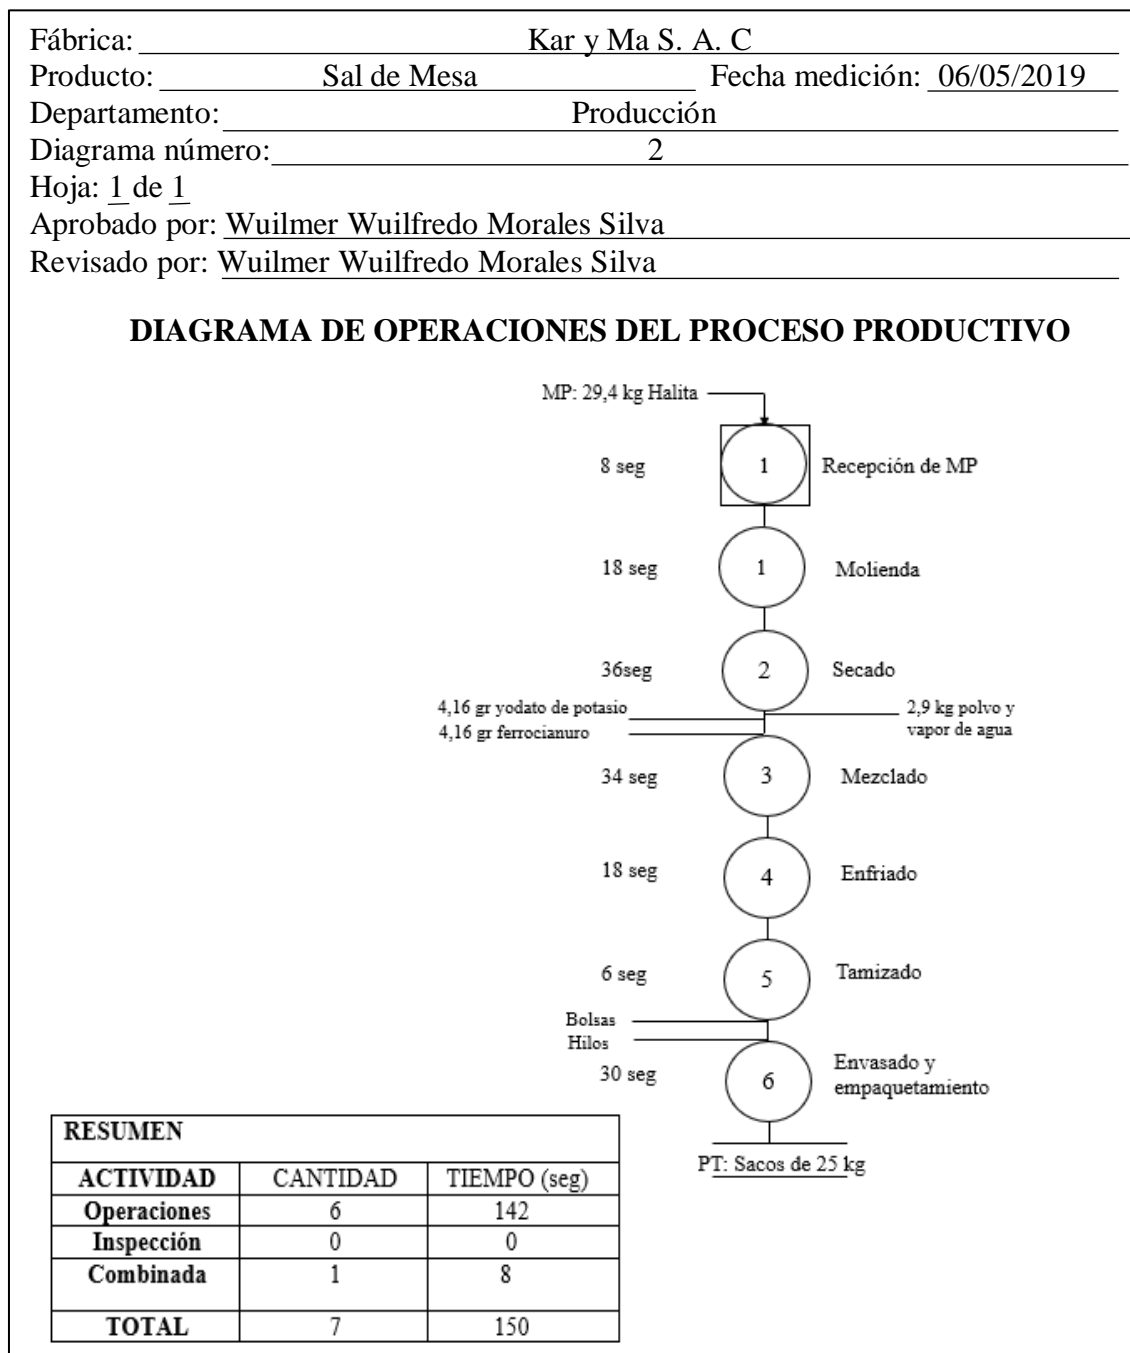 Fábrica: Kar y Ma S. A. C
Producto: Sal de Mesa Fecha medición: 06/05/2019
Departamento: Producción
Diagrama número: 2
Hoja: 1 de 1
Aprobado por: Wuilmer Wuilfredo Morales Silva
Revisado por: Wuilmer Wuilfredo Morales Silva
DIAGRAMA DE OPERACIONES DEL PROCESO PRODUCTIVO
MP: 29,4 kg Halita
8 seg 1 Recepción de MP
18 seg 1 Molienda
36seg 2 Secado
4,16 gr yodato de potasio 2,9 kg polvo y
4,16 gr ferrocianuro vapor de agua
34 seg 3 Mezclado
18 seg 4 Enfriado
6 seg 5 Tamizado
Bolsas
Hilos
30 seg 6 Envasado y
empaquetamiento
PT: Sacos de 25 kg
RESUMEN
ACTIVIDAD CANTIDAD TIEMPO (seg)
Operaciones 6 142
Inspección 0 0
Combinada 1 8
TOTAL 7 150